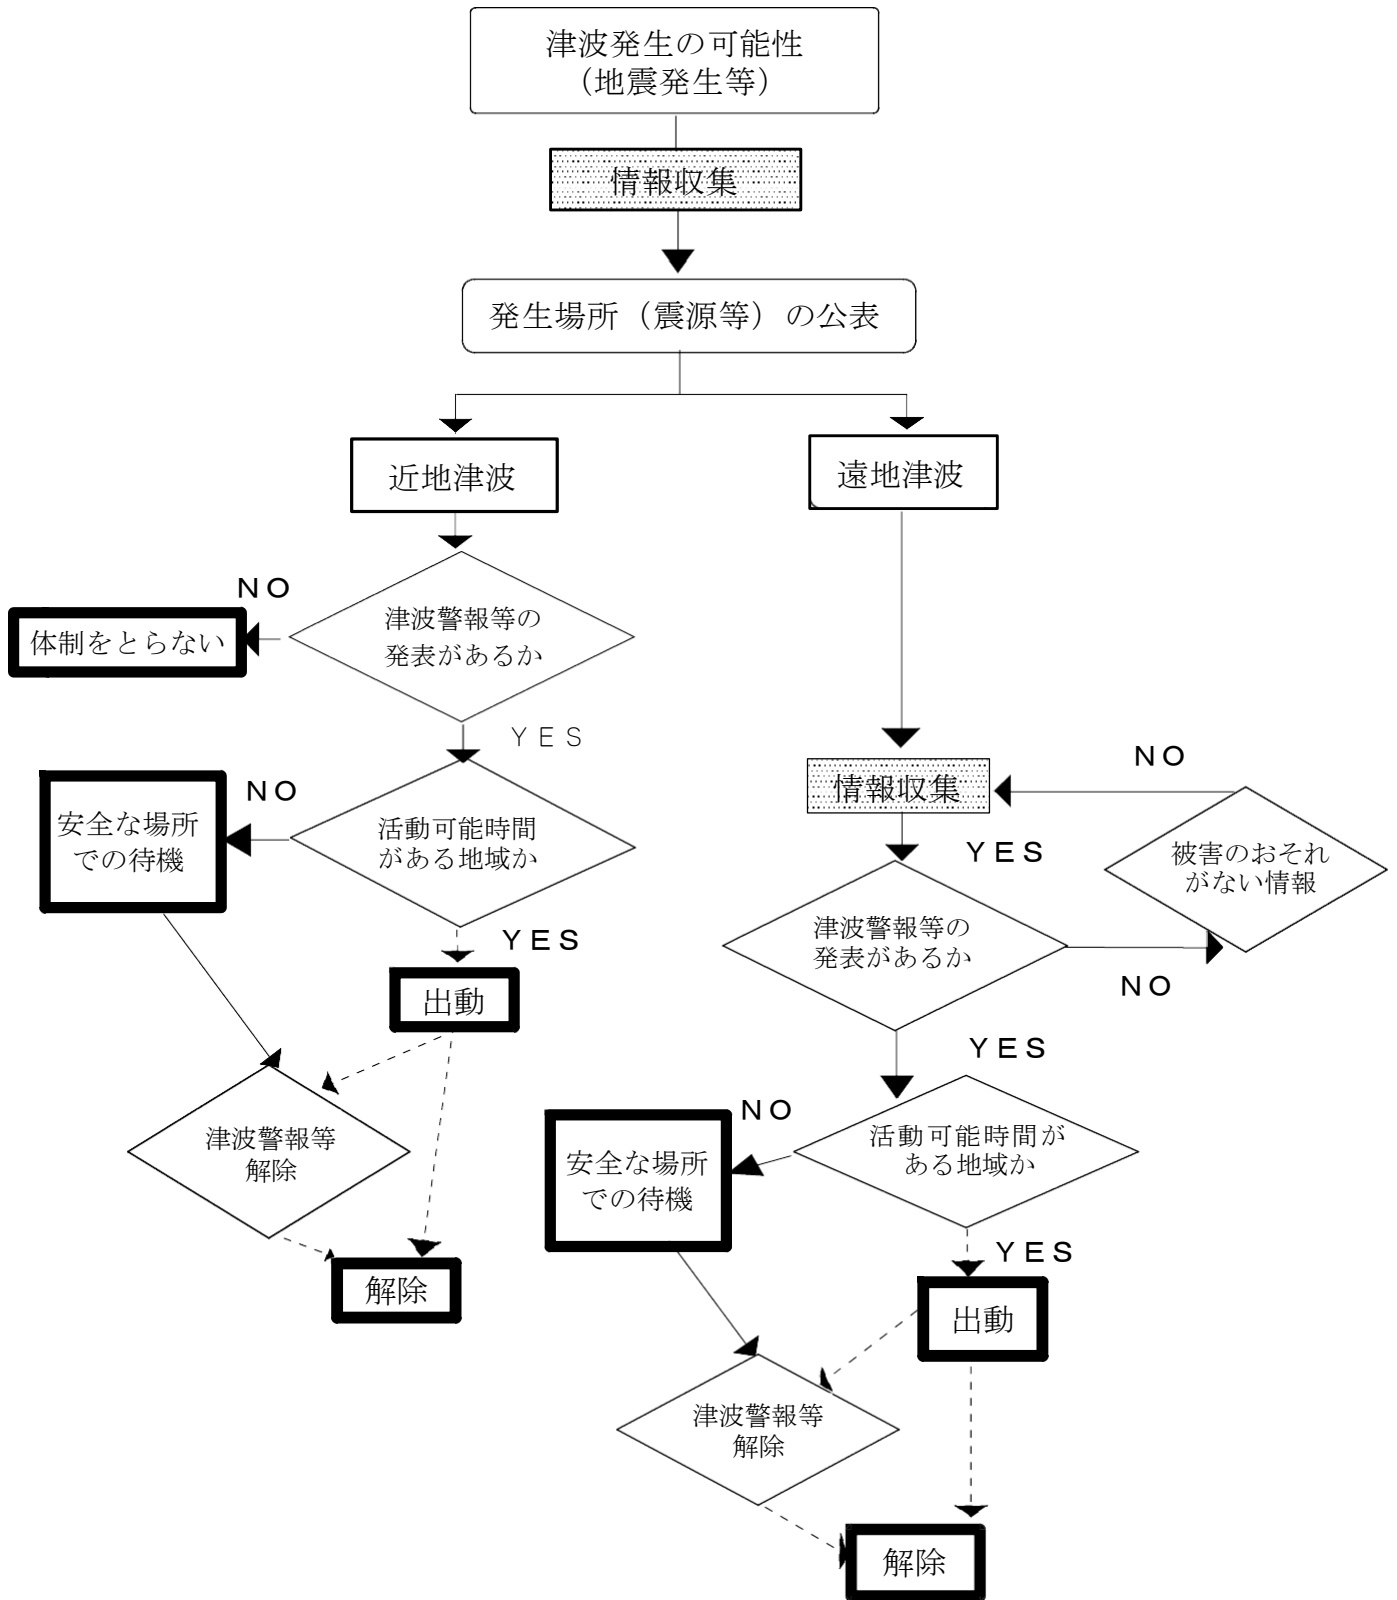 津波発生の可能性
（地震発生等）
情報収集
発生場所（震源等）の公表
近地津波
遠地津波
NO
津波警報等の
発表があるか
体制をとらない
YES
NO
活動可能時間
がある地域か
安全な場所
での待機
YES
出動
津波警報等
解除
解除
情報収集
NO
YES
被害のおそれ
がない情報
津波警報等の
発表があるか
NO
YES
NO
活動可能時間が
ある地域か
安全な場所
での待機
YES
出動
津波警報等
解除
解除